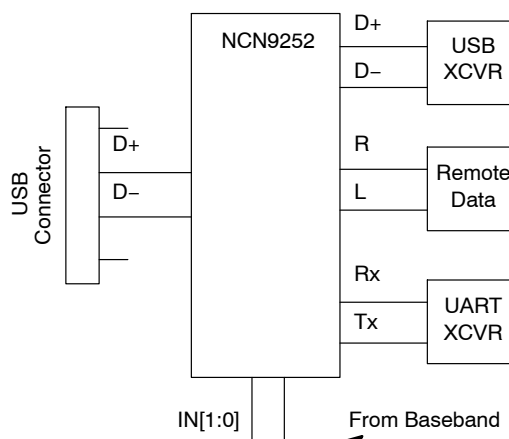 NCN9252
D+
D−
USB
XCVR
USB
Connector
D+
D−
R
L
Remote
Data
Rx
Tx
UART
XCVR
IN[1:0]
From Baseband